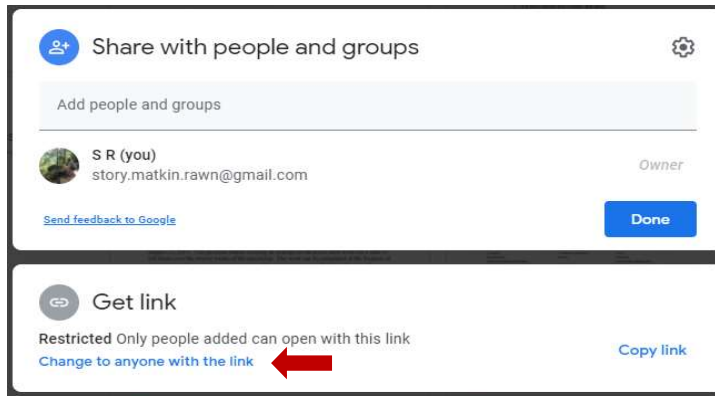 Share with people and groups
Add people and groups
S R (you)
story.matkin.rawn@gmail.com
Owner
Send feedback to Google
Done
Get link
Restricted Only people added can open with this link
Change to anyone with the link
Copy link